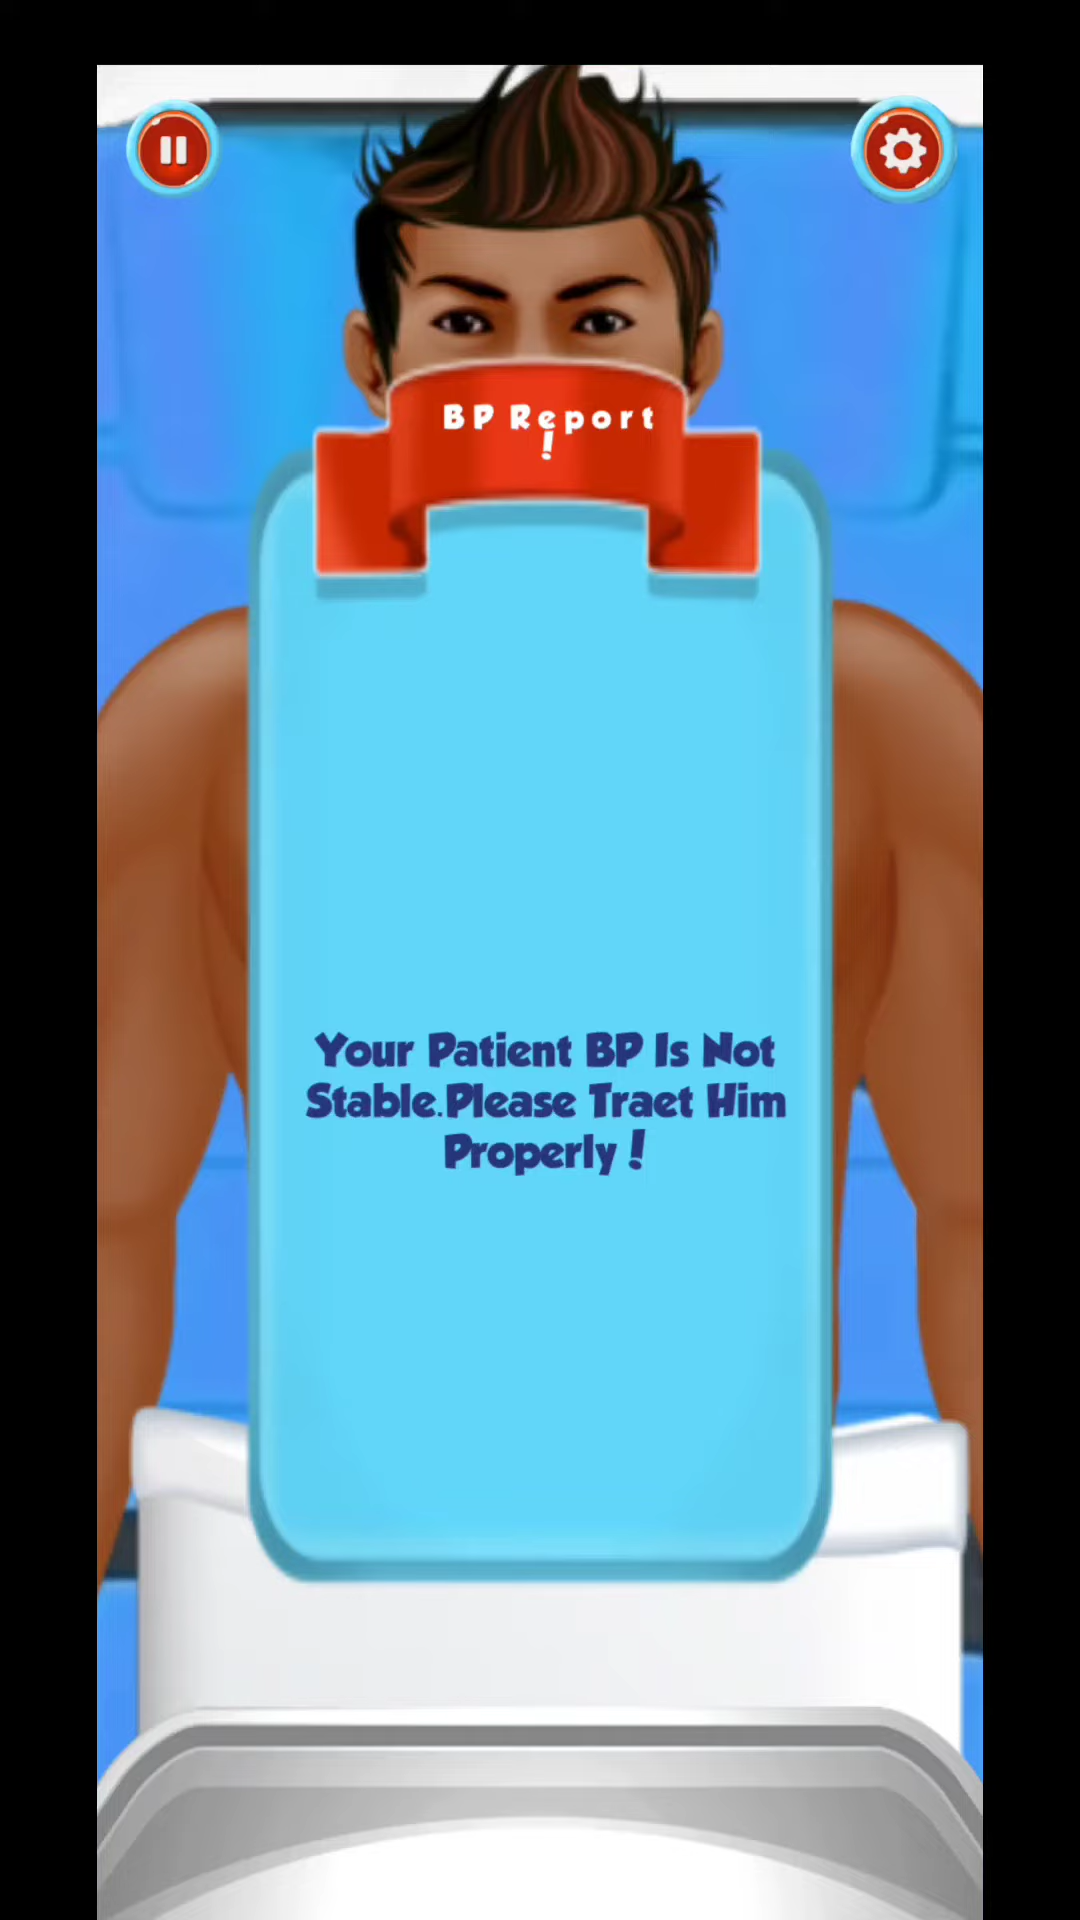 BP Report
!
Your Patient BP Is Not
Stable.Please Traet Him
Properly!